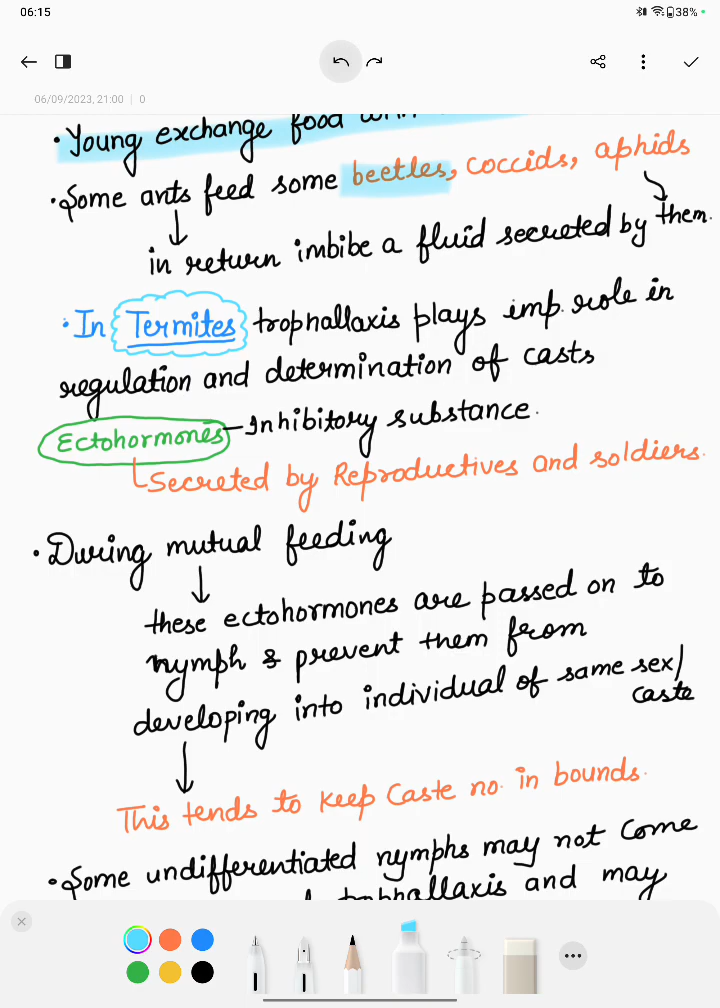 06:15
38%
06/09/2023, 21:00 | 0
• Young exchange food
• Some ants feed some beetles, coccids, aphids
in return imbibe a fluid secreted by them.
• In Termites trophallaxis plays imp. role in
regulation and determination of casts
Ectohormones - Inhibitory substance.
Secreted by Reproductives and soldiers.
• During mutual feeding
these ectohormones are passed on to
nymph & prevent them from
developing into individual of same sex/
caste
This tends to keep Caste no. in bounds.
• Some undifferentiated nymphs may not come
trophallaxis and may